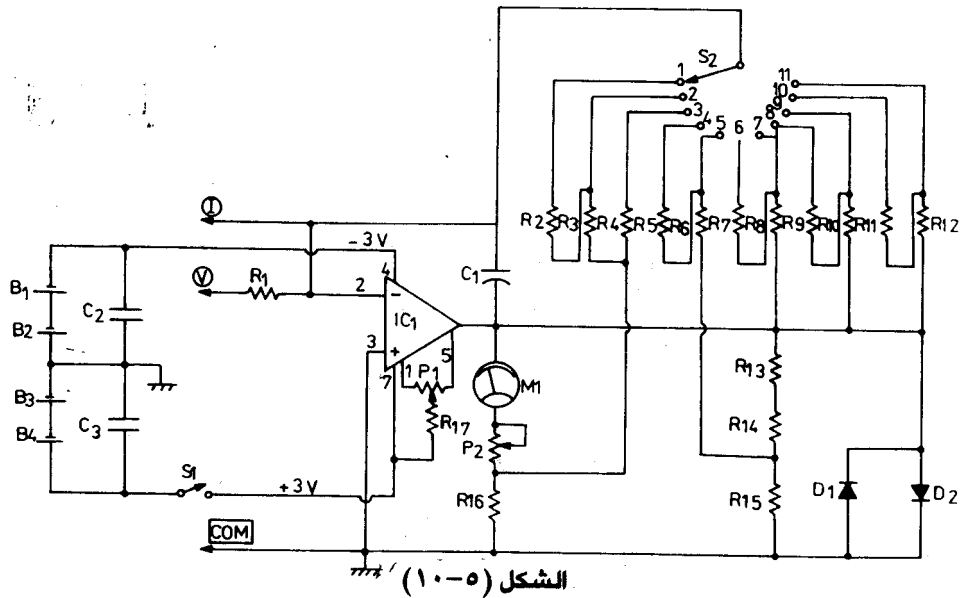 S2
1
2
3
4
5
6
7
8
9
10
11
I
R2
R3
R4
R5
R6
R7
R8
R9
R10
R11
R12
-3V
V
R1
2
4
C1
B1
C2
IC1
B2
3
5
1
P1
7
M1
R13
B3
C3
R17
B4
P2
R14
S1
+3V
R16
R15
D1
D2
COM
الشكل (٥-١٠)